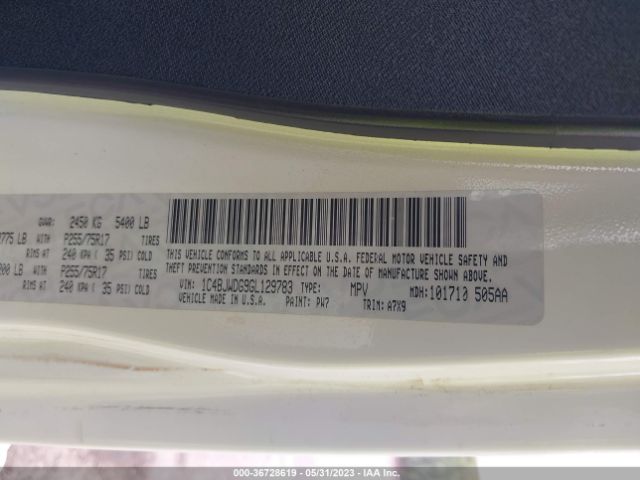 GVWR: 2450 KG 5400 LB
775 LB WITH P255/75R17 TIRES
RIMS AT 240 KPA ( 35 PSI) COLD
00 LB WITH P255/75R17 TIRES
RIMS AT 240 KPA ( 35 PSI) COLD
THIS VEHICLE CONFORMS TO ALL APPLICABLE U.S.A. FEDERAL MOTOR VEHICLE SAFETY AND
THEFT PREVENTION STANDARDS IN EFFECT ON THE DATE OF MANUFACTURE SHOWN ABOVE.
VIN: 1C4BJWDG9GL129783 TYPE: MPV MDH: 101710 505AA
VEHICLE MADE IN U.S.A. PAINT: PW7 TRIM: A7X9
000-36728619 - 05/31/2023 - IAA Inc.